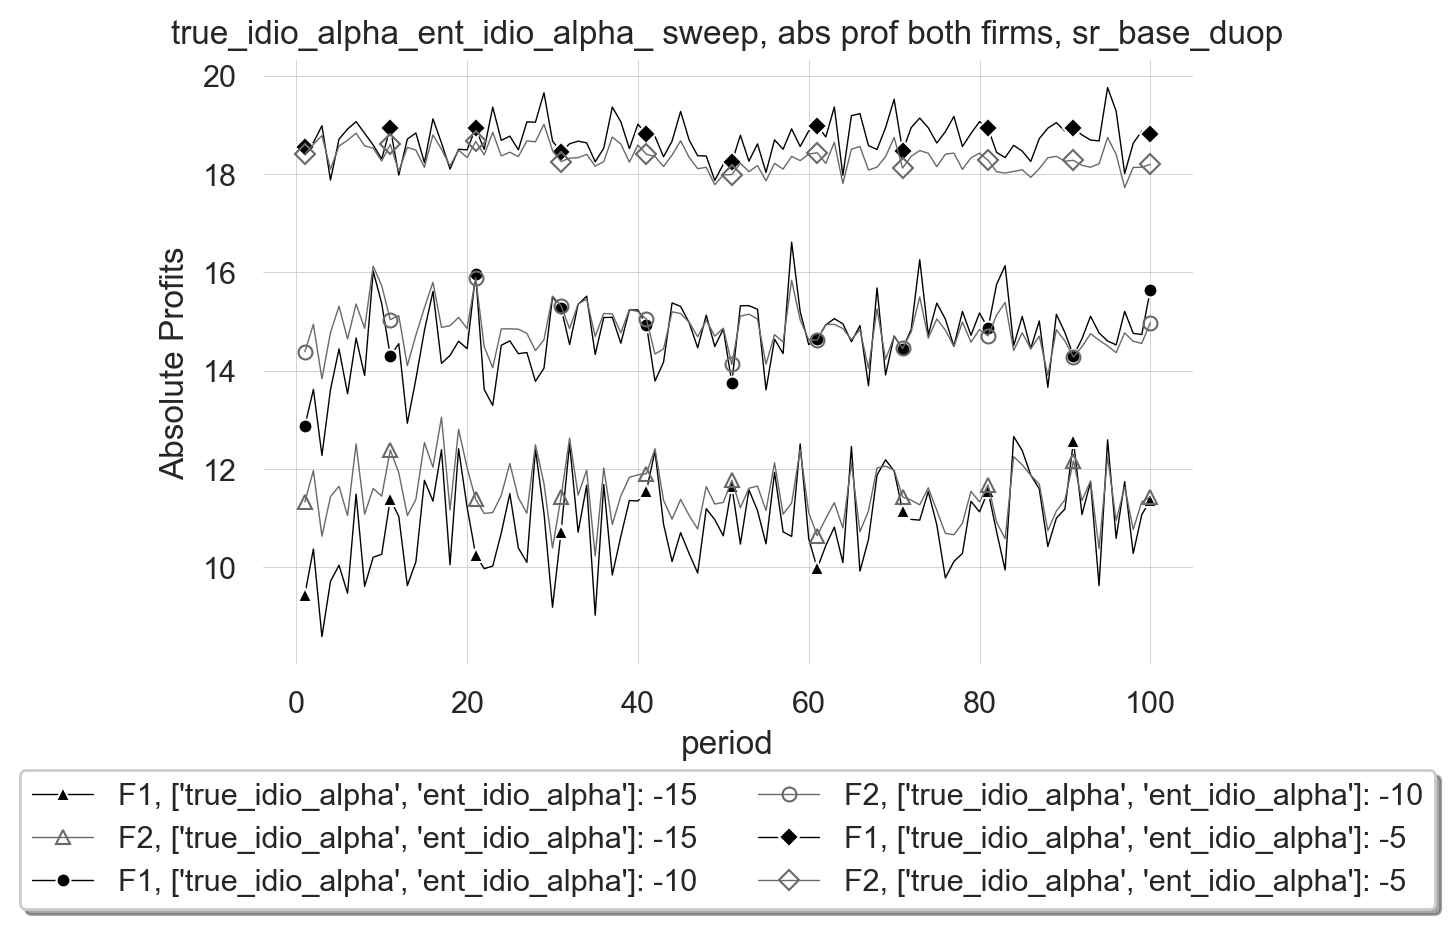 true_idio_alpha_ent_idio_alpha_ sweep, abs prof both firms, sr_base_duop
20
18
16
14
12
10
Absolute Profits
0 20 40 60 80 100
period
F1, ['true_idio_alpha', 'ent_idio_alpha']: -15
F2, ['true_idio_alpha', 'ent_idio_alpha']: -15
F1, ['true_idio_alpha', 'ent_idio_alpha']: -10
F2, ['true_idio_alpha', 'ent_idio_alpha']: -10
F1, ['true_idio_alpha', 'ent_idio_alpha']: -5
F2, ['true_idio_alpha', 'ent_idio_alpha']: -5